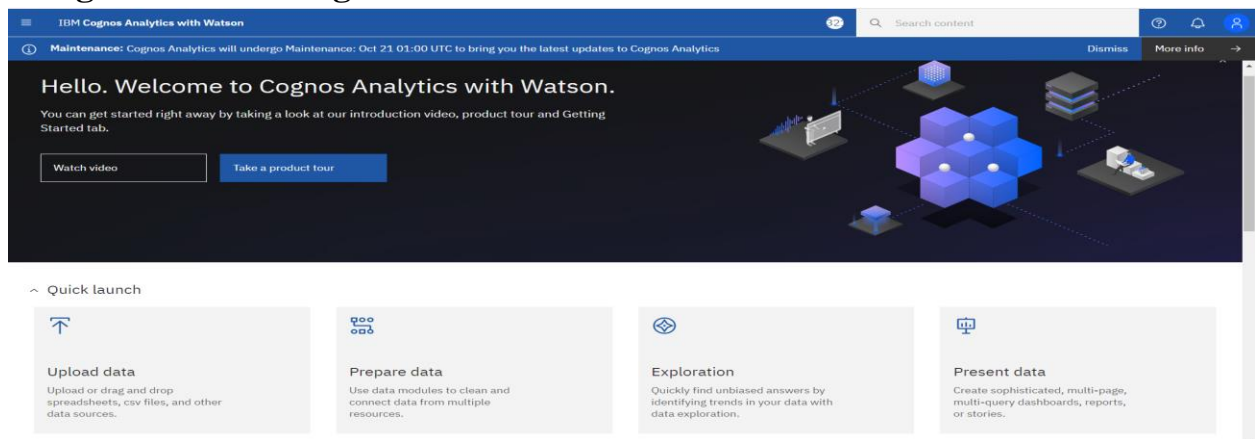 IBM Cognos Analytics with Watson
Search content
Maintenance: Cognos Analytics will undergo Maintenance: Oct 21 01:00 UTC to bring you the latest updates to Cognos Analytics
Dismiss
More info
Hello. Welcome to Cognos Analytics with Watson.
You can get started right away by taking a look at our introduction video, product tour and Getting
Started tab.
Watch video
Take a product tour
Quick launch
Upload data
Upload or drag and drop
spreadsheets, csv files, and other
data sources.
Prepare data
Use data modules to clean and
connect data from multiple
resources.
Exploration
Quickly find unbiased answers by
identifying trends in your data with
data exploration.
Present data
Create sophisticated, multi-page,
multi-query dashboards, reports,
or stories.